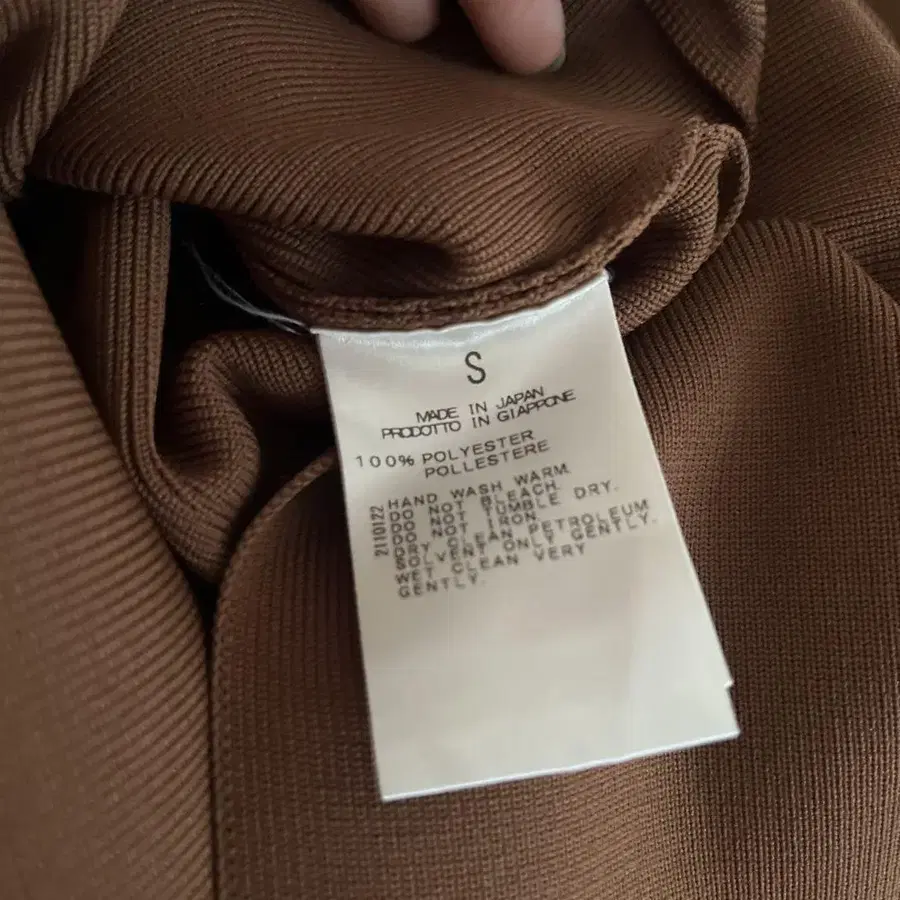 S
MADE IN JAPAN
PRODOTTO IN GIAPPONE
100% POLYESTER
POLLESTERE
2110122
HAND WASH WARM.
DO NOT BLEACH.
DO NOT TUMBLE DRY.
DO NOT IRON.
DRY CLEAN, PETROLEUM
SOLVENT ONLY GENTLY.
WET CLEAN VERY
GENTLY.